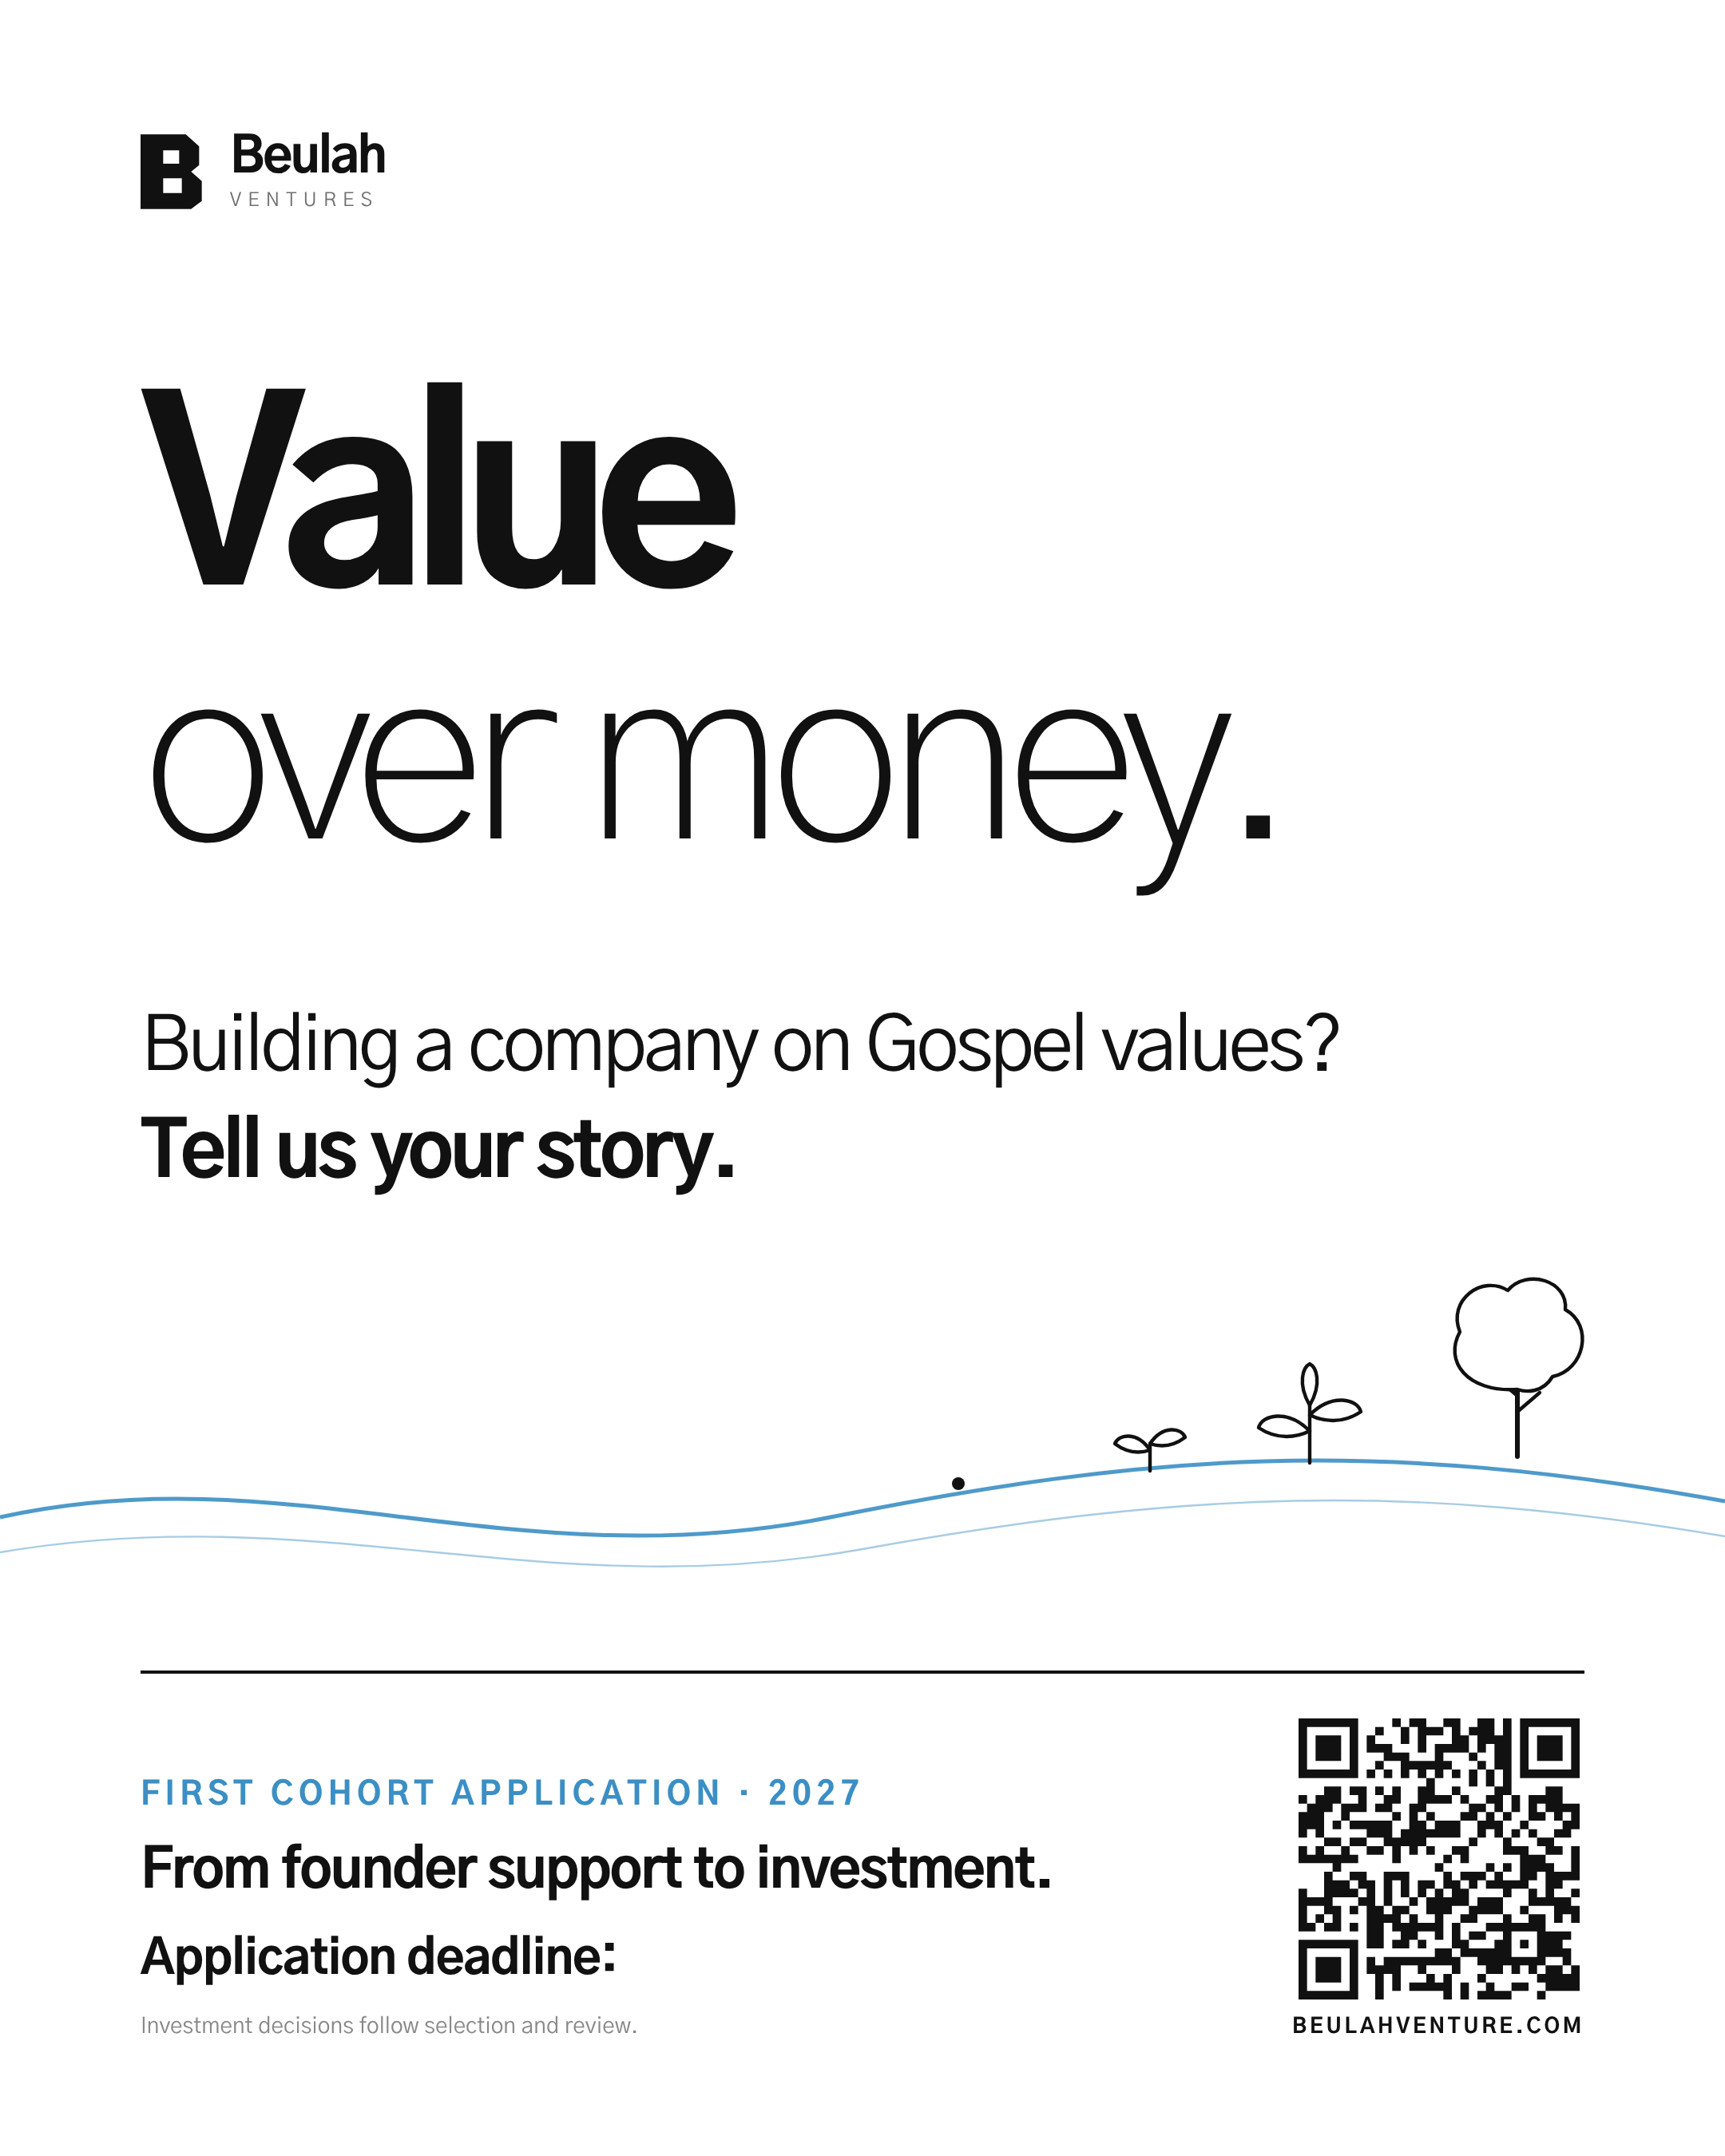 Beulah
VENTURES
Value
over money.
Building a company on Gospel values?
Tell us your story.
FIRST COHORT APPLICATION · 2027
From founder support to investment.
Application deadline:
Investment decisions follow selection and review.
BEULAHVENTURE.COM